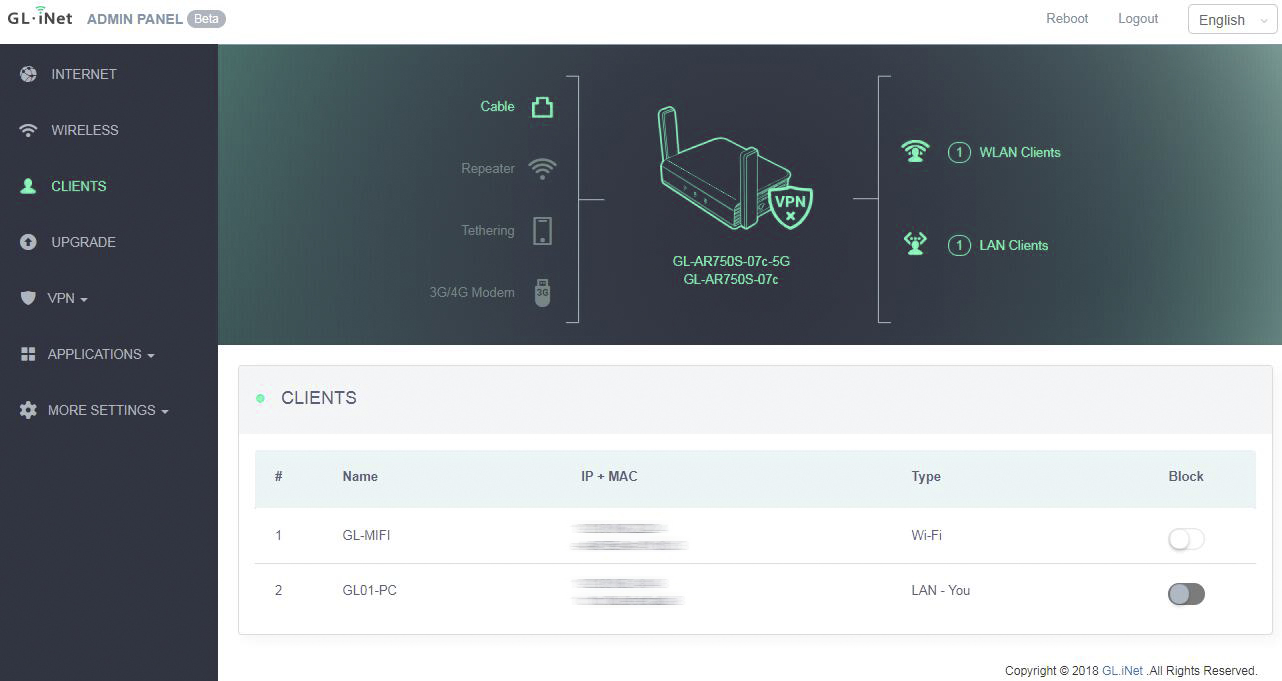 GL·iNet ADMIN PANEL Beta
Reboot Logout English
INTERNET
WIRELESS
CLIENTS
UPGRADE
VPN
APPLICATIONS
MORE SETTINGS
Cable
Repeater
Tethering
3G/4G Modem 3G
VPN
GL-AR750S-07c-5G
GL-AR750S-07c
1 WLAN Clients
1 LAN Clients
CLIENTS
# Name IP + MAC Type Block
1 GL-MIFI Wi-Fi
2 GL01-PC LAN - You
Copyright © 2018 GL.iNet .All Rights Reserved.